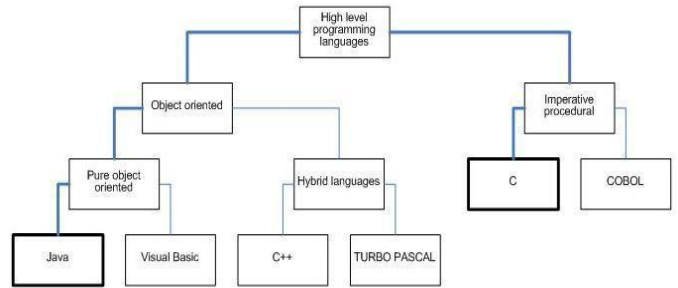 High level
programming
languages
Object oriented
Imperative
procedural
Pure object
oriented
Hybrid languages
C
COBOL
Java
Visual Basic
C++
TURBO PASCAL